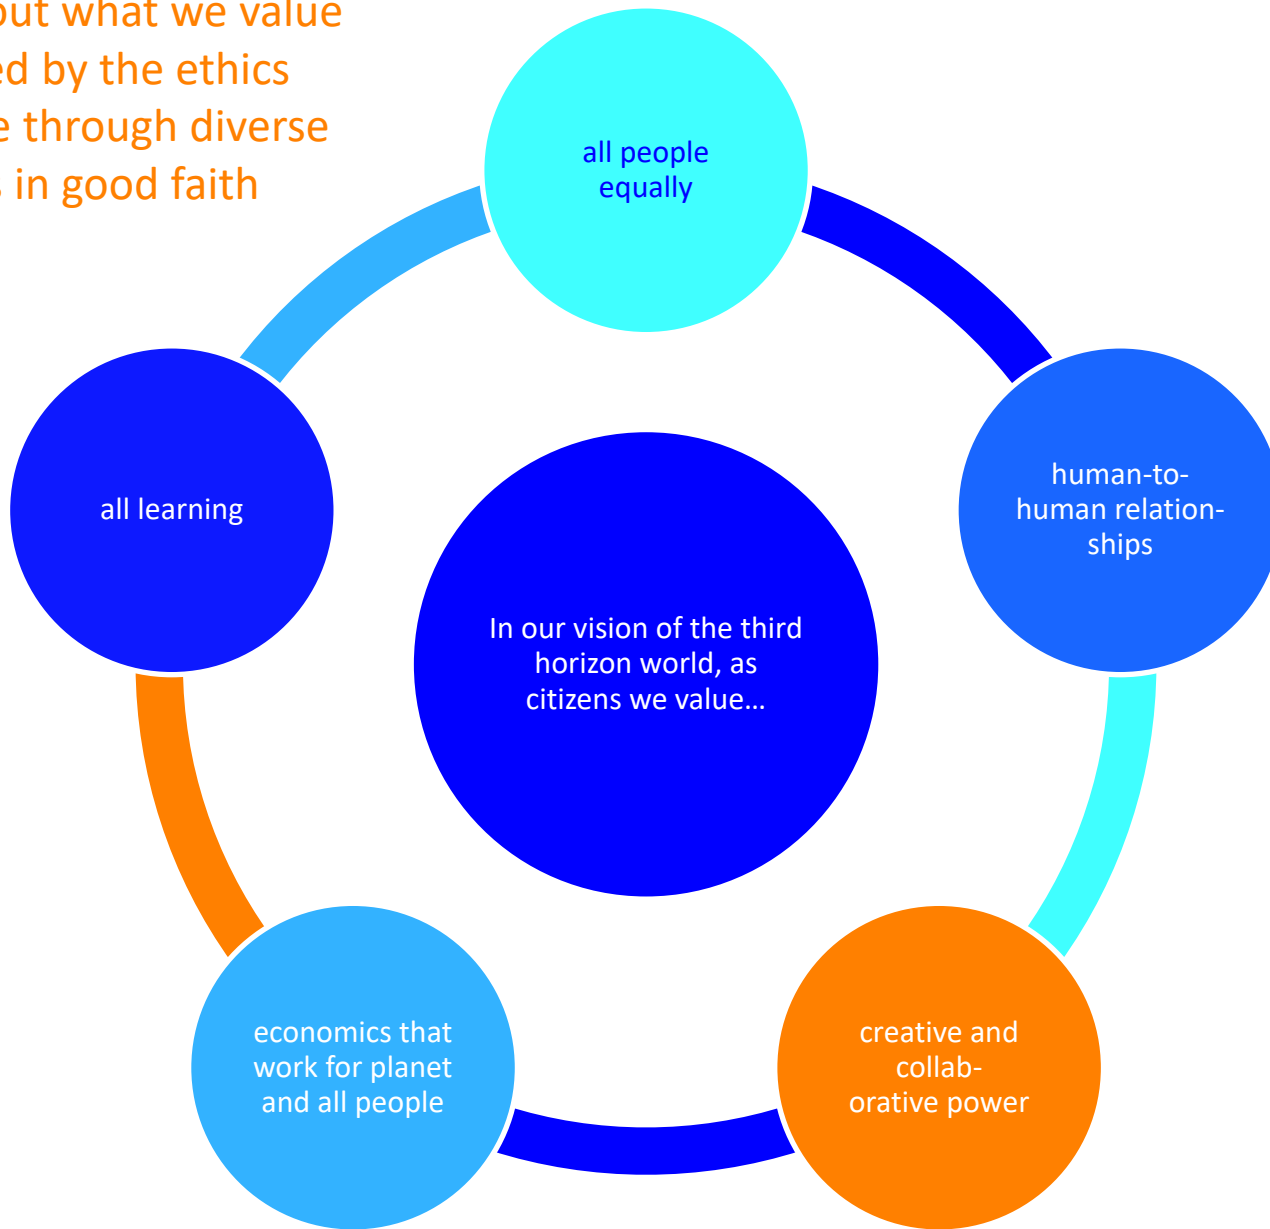 what we value
by the ethics
through diverse
in good faith
all people
equally
human-to-
human relation-
ships
all learning
In our vision of the third
horizon world, as
citizens we value...
economics that
work for planet
and all people
creative and
collab-
orative power